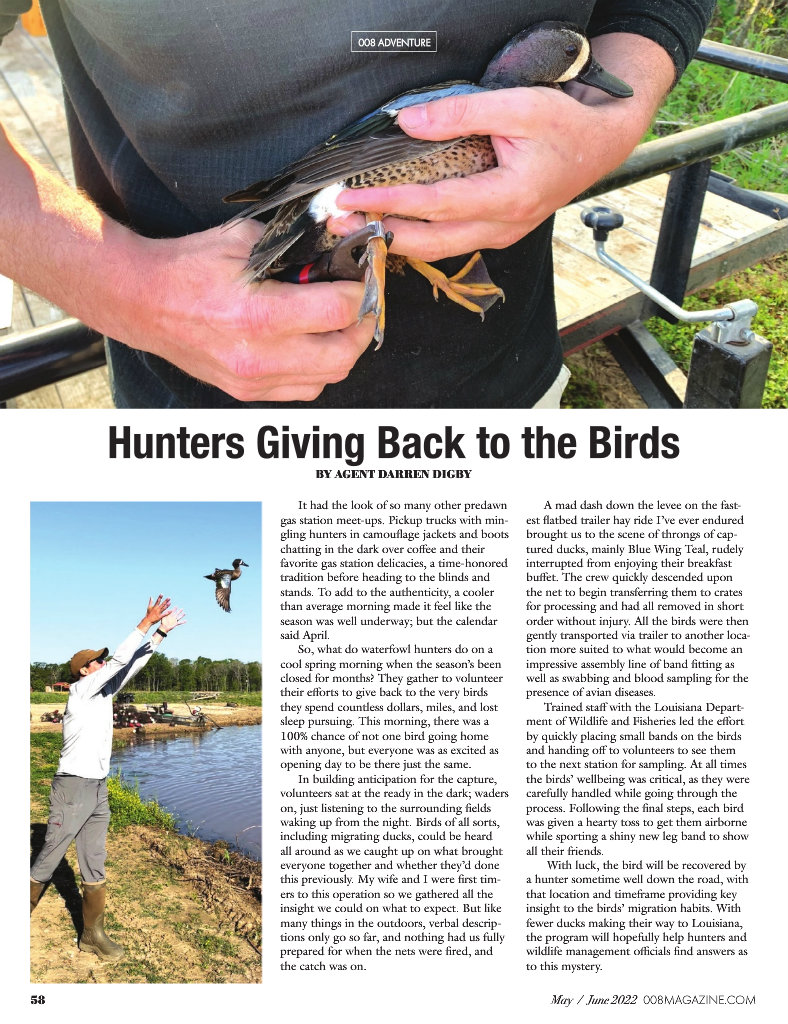 008 ADVENTURE
Hunters Giving Back to the Birds
BY AGENT DARREN DIGBY
It had the look of so many other predawn
gas station meet-ups. Pickup trucks with min-
gling hunters in camouflage jackets and boots
chatting in the dark over coffee and their
favorite gas station delicacies, a time-honored
tradition before heading to the blinds and
stands. To add to the authenticity, a cooler
than average morning made it feel like the
season was well underway; but the calendar
said April.
So, what do waterfowl hunters do on a
cool spring morning when the season's been
closed for months? They gather to volunteer
their efforts to give back to the very birds
they spend countless dollars, miles, and lost
sleep pursuing. This morning, there was a
100% chance of not one bird going home
with anyone, but everyone was as excited as
opening day to be there just the same.
In building anticipation for the capture,
volunteers sat at the ready in the dark; waders
on, just listening to the surrounding fields
waking up from the night. Birds of all sorts,
including migrating ducks, could be heard
all around as we caught up on what brought
everyone together and whether they'd done
this previously. My wife and I were first tim-
ers to this operation so we gathered all the
insight we could on what to expect. But like
many things in the outdoors, verbal descrip-
tions only go so far, and nothing had us fully
prepared for when the nets were fired, and
the catch was on.
A mad dash down the levee on the fast-
est flatbed trailer hay ride I've ever endured
brought us to the scene of throngs of cap-
tured ducks, mainly Blue Wing Teal, rudely
interrupted from enjoying their breakfast
buffet. The crew quickly descended upon
the net to begin transferring them to crates
for processing and had all removed in short
order without injury. All the birds were then
gently transported via trailer to another loca-
tion more suited to what would become an
impressive assembly line of band fitting as
well as swabbing and blood sampling for the
presence of avian diseases.
Trained staff with the Louisiana Depart-
ment of Wildlife and Fisheries led the effort
by quickly placing small bands on the birds
and handing off to volunteers to see them
to the next station for sampling. At all times
the birds' wellbeing was critical, as they were
carefully handled while going through the
process. Following the final steps, each bird
was given a hearty toss to get them airborne
while sporting a shiny new leg band to show
all their friends.
With luck, the bird will be recovered by
a hunter sometime well down the road, with
that location and timeframe providing key
insight to the birds' migration habits. With
fewer ducks making their way to Louisiana,
the program will hopefully help hunters and
wildlife management officials find answers as
to this mystery.
58
May / June 2022 008MAGAZINE.COM